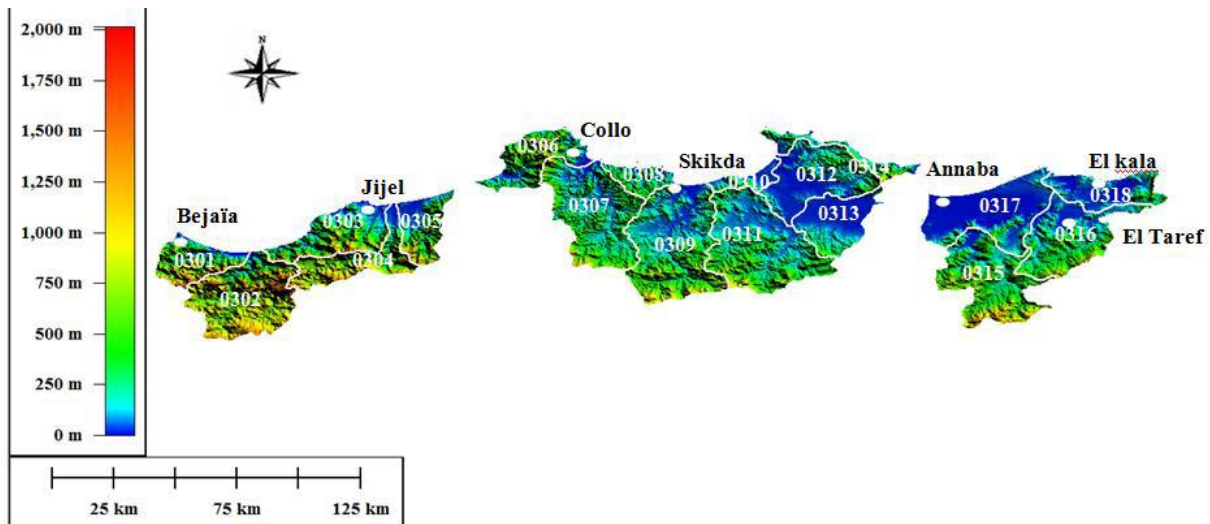 2,000 m
1,750 m
1,500 m
1,250 m
1,000 m
750 m
500 m
250 m
0 m
N
Bejaïa
Jijel
Collo
Skikda
Annaba
El kala
El Taref
0301
0302
0303
0304
0305
0306
0307
0308
0309
0310
0311
0312
0313
0315
0316
0317
0318
25 km
75 km
125 km